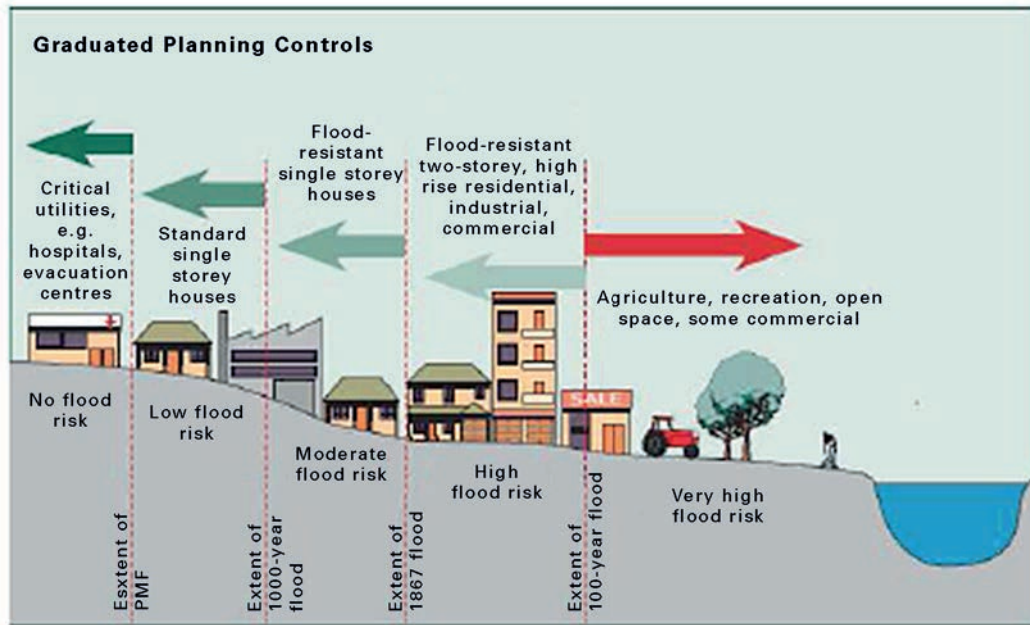 Graduated Planning Controls
Critical
utilities,
e.g.
hospitals,
evacuation
centres
Standard
single
storey
houses
Flood-
resistant
single storey
houses
Flood-resistant
two-storey, high
rise residential,
industrial,
commercial
Agriculture, recreation, open
space, some commercial
SALE
No flood
risk
Low flood
risk
Moderate
flood risk
High
flood risk
Very high
flood risk
Esxtent of
PMF
Extent of
1000-year
flood
Extent of
1867 flood
Extent of
100-year flood